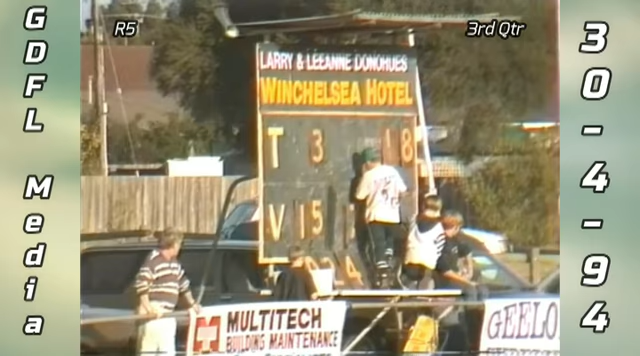 GDFL Media
R5
3rd Qtr
30-4-94
LARRY & LEEANNE DONOHUES
WINCHELSEA HOTEL
T 3 18
V 15
MULTITECH
BUILDING MAINTENANCE
GEELO